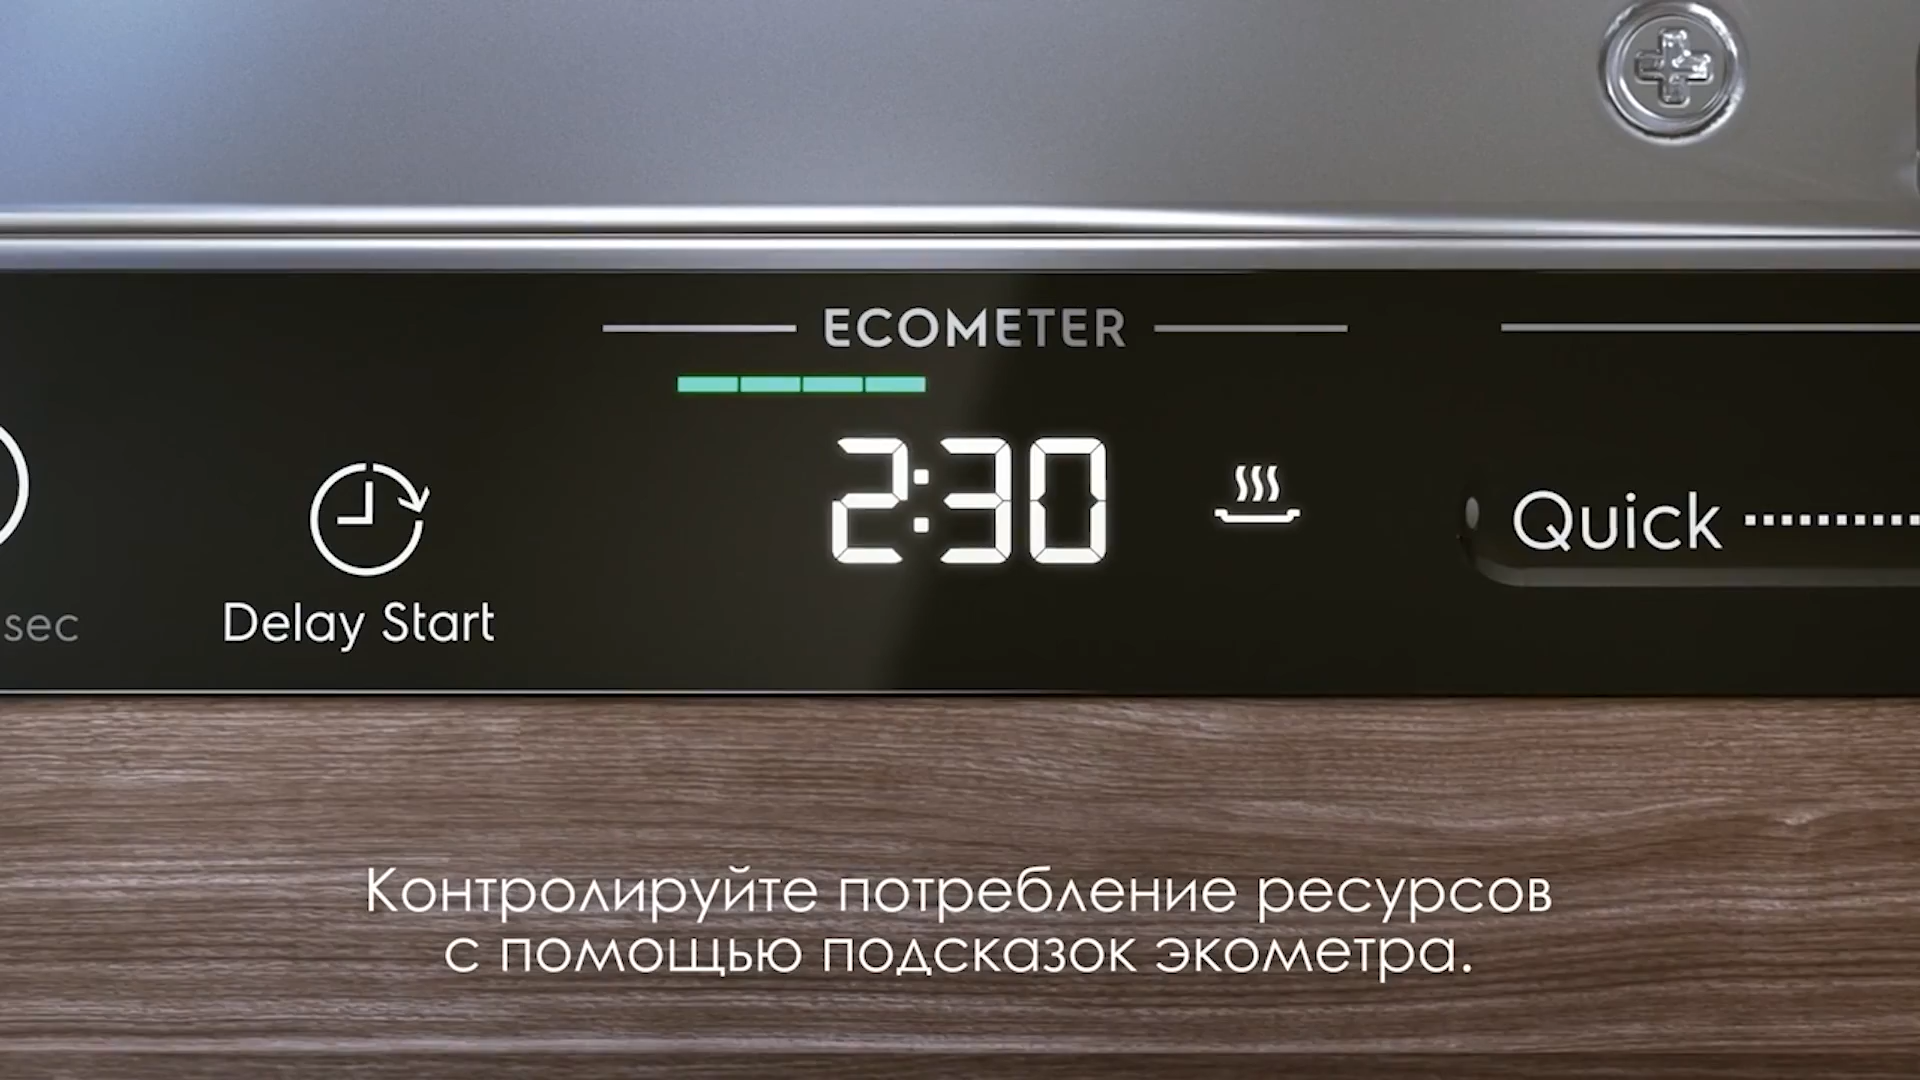 ECOMETER
2:30
Quick
sec
Delay Start
Контролируйте потребление ресурсов
с помощью подсказок экометра.